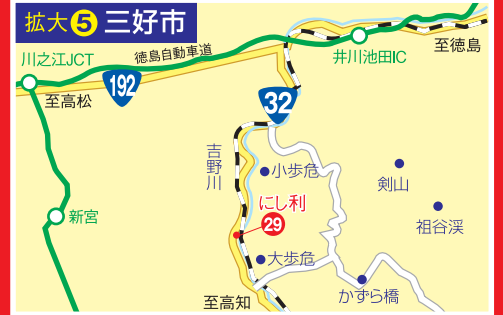 拡大5 三好市
至徳島
川之江JCT
徳島自動車道
井川池田IC
192
至高松
32
吉野川
小歩危
剣山
にし利
29
新宮
祖谷渓
大歩危
かずら橋
至高知